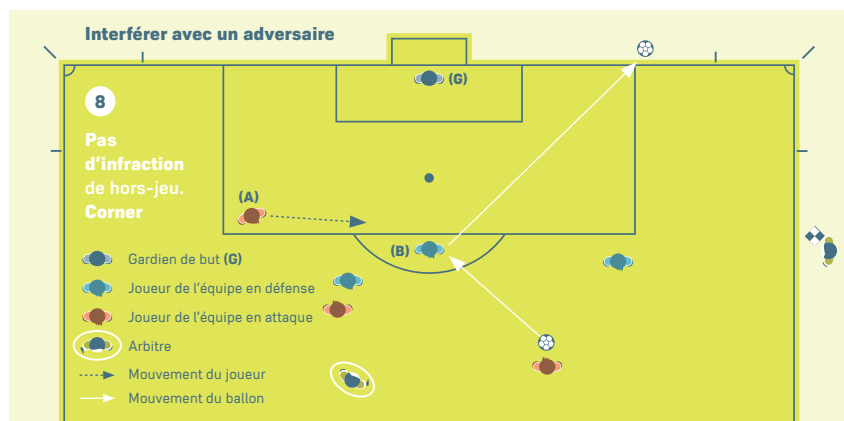 Interférer avec un adversaire
(G)
8
Pas
d'infraction
de hors-jeu.
Corner
(A)
(B)
Gardien de but (G)
Joueur de l'équipe en défense
Joueur de l'équipe en attaque
Arbitre
Mouvement du joueur
Mouvement du ballon